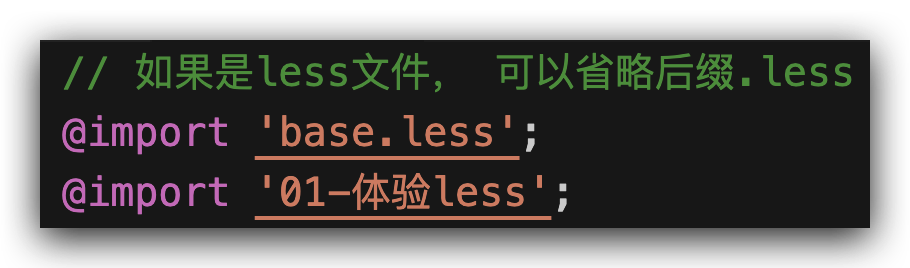 // 如果是less文件， 可以省略后缀.less
@import 'base.less';
@import '01-体验less';